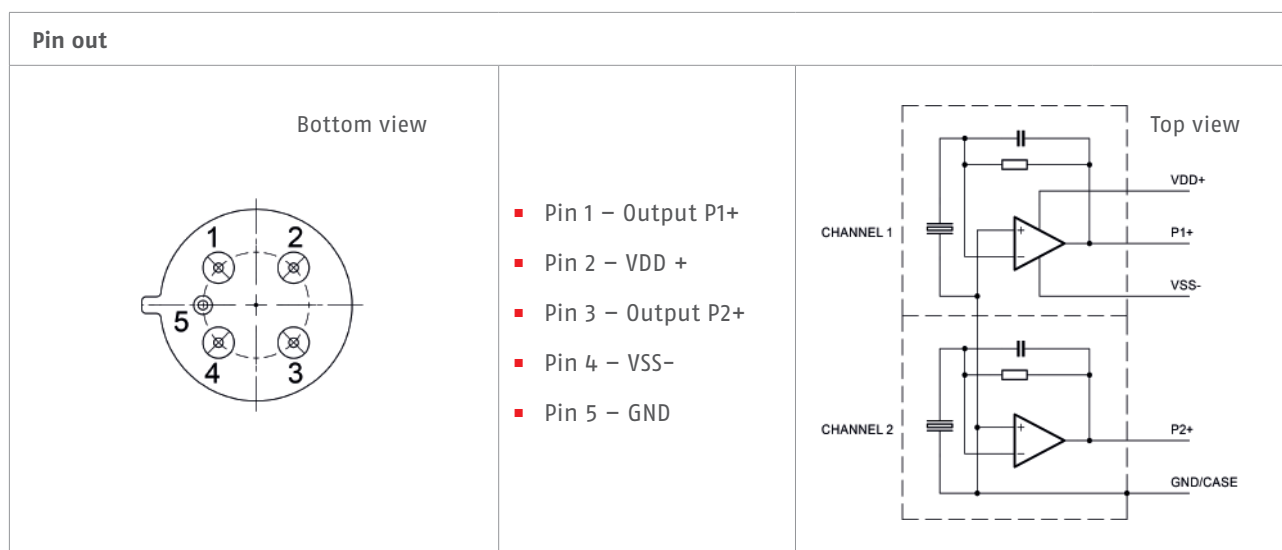 Pin out
Bottom view
1
2
5
4
3
Pin 1 – Output P1+
Pin 2 – VDD +
Pin 3 – Output P2+
Pin 4 – VSS-
Pin 5 – GND
Top view
VDD+
CHANNEL 1
+
P1+
–
VSS-
CHANNEL 2
+
P2+
–
GND/CASE